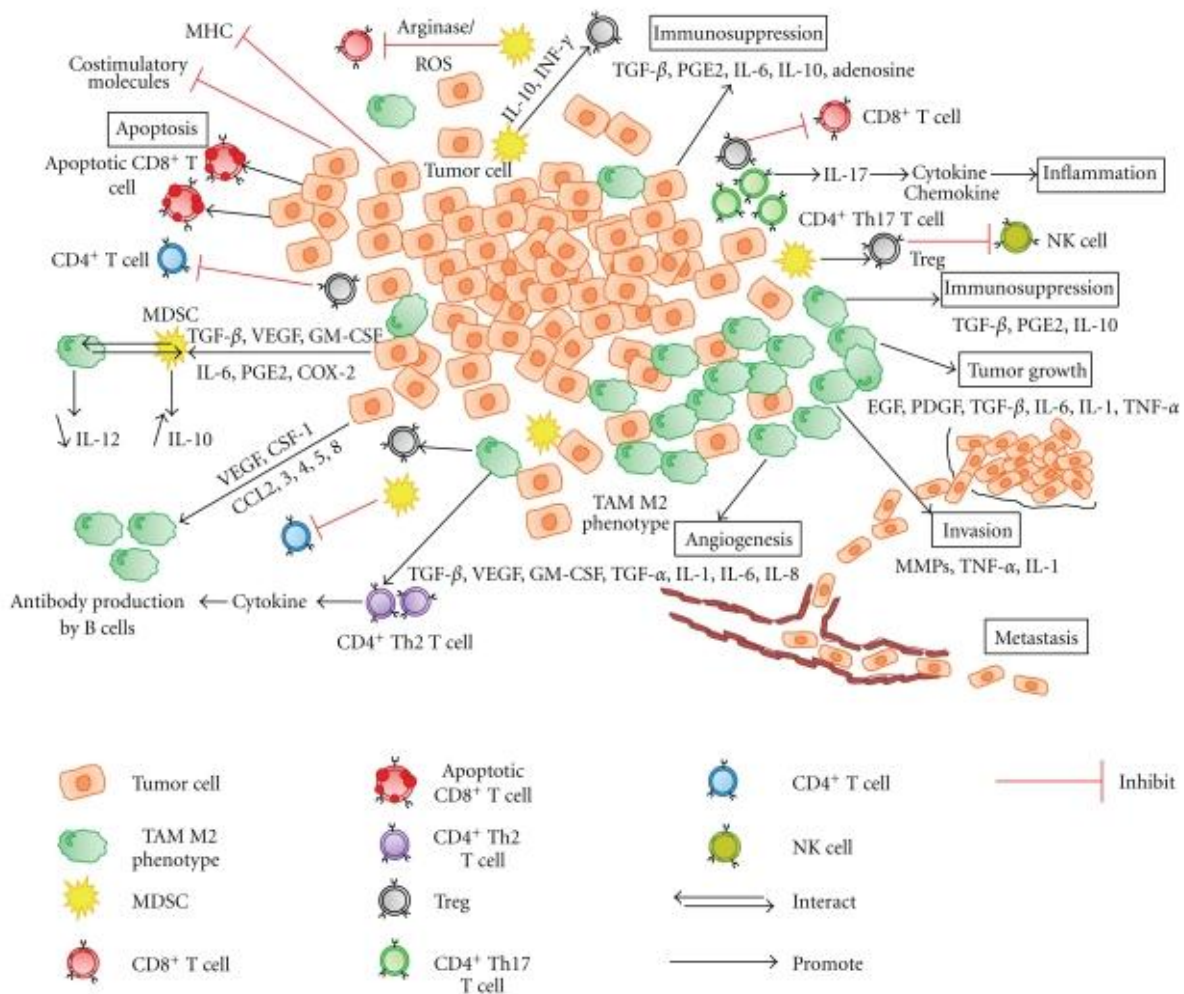 MHC
Arginase/
ROS
Costimulatory
molecules
IL-10, INF-γ
Immunosuppression
TGF-β, PGE2, IL-6, IL-10, adenosine
Apoptosis
Apoptotic CD8⁺ T
cell
Tumor cell
CD8⁺ T cell
IL-17
Cytokine
Chemokine
Inflammation
CD4⁺ Th17 T cell
CD4⁺ T cell
NK cell
Treg
MDSC
TGF-β, VEGF, GM-CSF
IL-6, PGE2, COX-2
Immunosuppression
TGF-β, PGE2, IL-10
Tumor growth
EGF, PDGF, TGF-β, IL-6, IL-1, TNF-α
IL-12
IL-10
VEGF, CSF-1
CCL2, 3, 4, 5, 8
TAM M2
phenotype
Angiogenesis
TGF-β, VEGF, GM-CSF, TGF-α, IL-1, IL-6, IL-8
Invasion
MMPs, TNF-α, IL-1
Antibody production
by B cells
Cytokine
CD4⁺ Th2 T cell
Metastasis
Tumor cell
Apoptotic
CD8⁺ T cell
CD4⁺ T cell
Inhibit
TAM M2
phenotype
CD4⁺ Th2
T cell
NK cell
MDSC
Treg
Interact
CD8⁺ T cell
CD4⁺ Th17
T cell
Promote